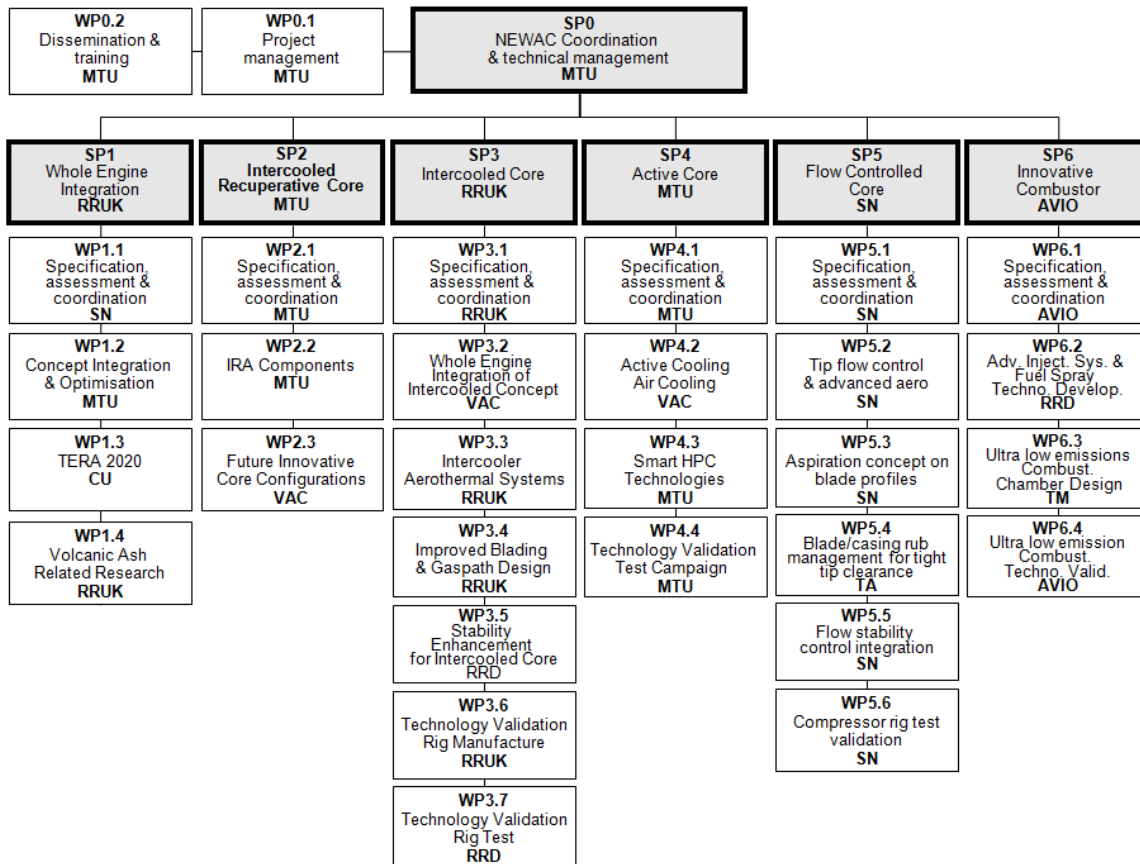 WP0.2
Dissemination &
training
MTU
WP0.1
Project
management
MTU
SP0
NEWAC Coordination
& technical management
MTU
SP1
Whole Engine
Integration
RRUK
SP2
Intercooled
Recuperative Core
MTU
SP3
Intercooled Core
RRUK
SP4
Active Core
MTU
SP5
Flow Controlled
Core
SN
SP6
Innovative
Combustor
AVIO
WP1.1
Specification,
assessment &
coordination
SN
WP2.1
Specification,
assessment &
coordination
MTU
WP3.1
Specification,
assessment &
coordination
RRUK
WP4.1
Specification,
assessment &
coordination
MTU
WP5.1
Specification,
assessment &
coordination
SN
WP6.1
Specification,
assessment &
coordination
AVIO
WP1.2
Concept Integration
& Optimisation
MTU
WP2.2
IRA Components
MTU
WP3.2
Whole Engine
Integration of
Intercooled Concept
VAC
WP4.2
Active Cooling
Air Cooling
VAC
WP5.2
Tip flow control
& advanced aero
SN
WP6.2
Adv. Inject. Sys. &
Fuel Spray
Techno. Develop.
RRD
WP1.3
TERA 2020
CU
WP2.3
Future Innovative
Core Configurations
VAC
WP3.3
Intercooler
Aerothermal Systems
RRUK
WP4.3
Smart HPC
Technologies
MTU
WP5.3
Aspiration concept on
blade profiles
SN
WP6.3
Ultra low emissions
Combust.
Chamber Design
TM
WP1.4
Volcanic Ash
Related Research
RRUK
WP3.4
Improved Blading
& Gaspath Design
RRUK
WP4.4
Technology Validation
Test Campaign
MTU
WP5.4
Blade/casing rub
management for tight
tip clearance
TA
WP6.4
Ultra low emission
Combust.
Techno. Valid.
AVIO
WP3.5
Stability
Enhancement
for Intercooled Core
RRD
WP5.5
Flow stability
control integration
SN
WP3.6
Technology Validation
Rig Manufacture
RRUK
WP5.6
Compressor rig test
validation
SN
WP3.7
Technology Validation
Rig Test
RRD